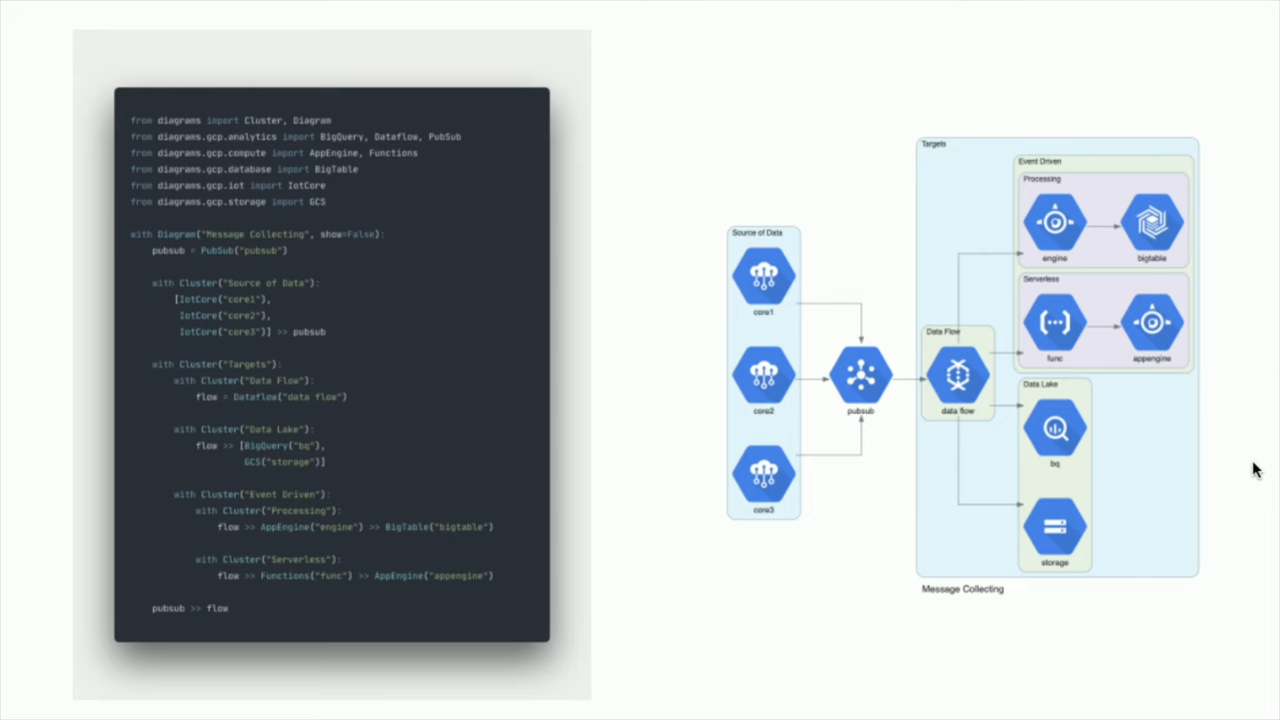 from diagrams import Cluster, Diagram
from diagrams.gcp.analytics import BigQuery, Dataflow, PubSub
from diagrams.gcp.compute import AppEngine, Functions
from diagrams.gcp.database import BigTable
from diagrams.gcp.iot import IotCore
from diagrams.gcp.storage import GCS
with Diagram("Message Collecting", show=False):
pubsub = PubSub("pubsub")
with Cluster("Source of Data"):
[IotCore("core1"),
IotCore("core2"),
IotCore("core3")] >> pubsub
with Cluster("Targets"):
with Cluster("Data Flow"):
flow = Dataflow("data flow")
with Cluster("Data Lake"):
flow >> [BigQuery("bq"),
GCS("storage")]
with Cluster("Event Driven"):
with Cluster("Processing"):
flow >> AppEngine("engine") >> BigTable("bigtable")
with Cluster("Serverless"):
flow >> Functions("func") >> AppEngine("appengine")
pubsub >> flow
Source of Data
core1
core2
core3
pubsub
Targets
Data Flow
data flow
Event Driven
Processing
engine
bigtable
Serverless
func
appengine
Data Lake
bq
storage
Message Collecting